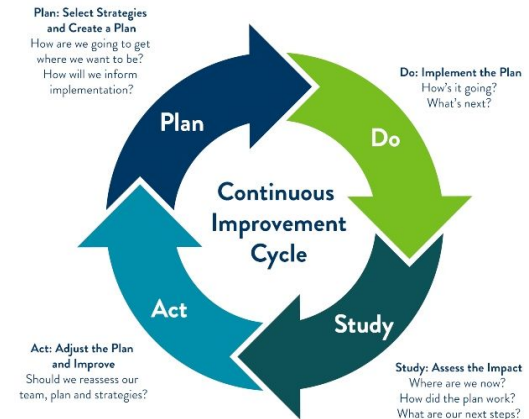 Plan: Select Strategies
and Create a Plan
How are we going to get
where we want to be?
How will we inform
implementation?
Do: Implement the Plan
How's it going?
What's next?
Plan
Do
Continuous
Improvement
Cycle
Act
Study
Act: Adjust the Plan
and Improve
Should we reassess our
team, plan and strategies?
Study: Assess the Impact
Where are we now?
How did the plan work?
What are our next steps?